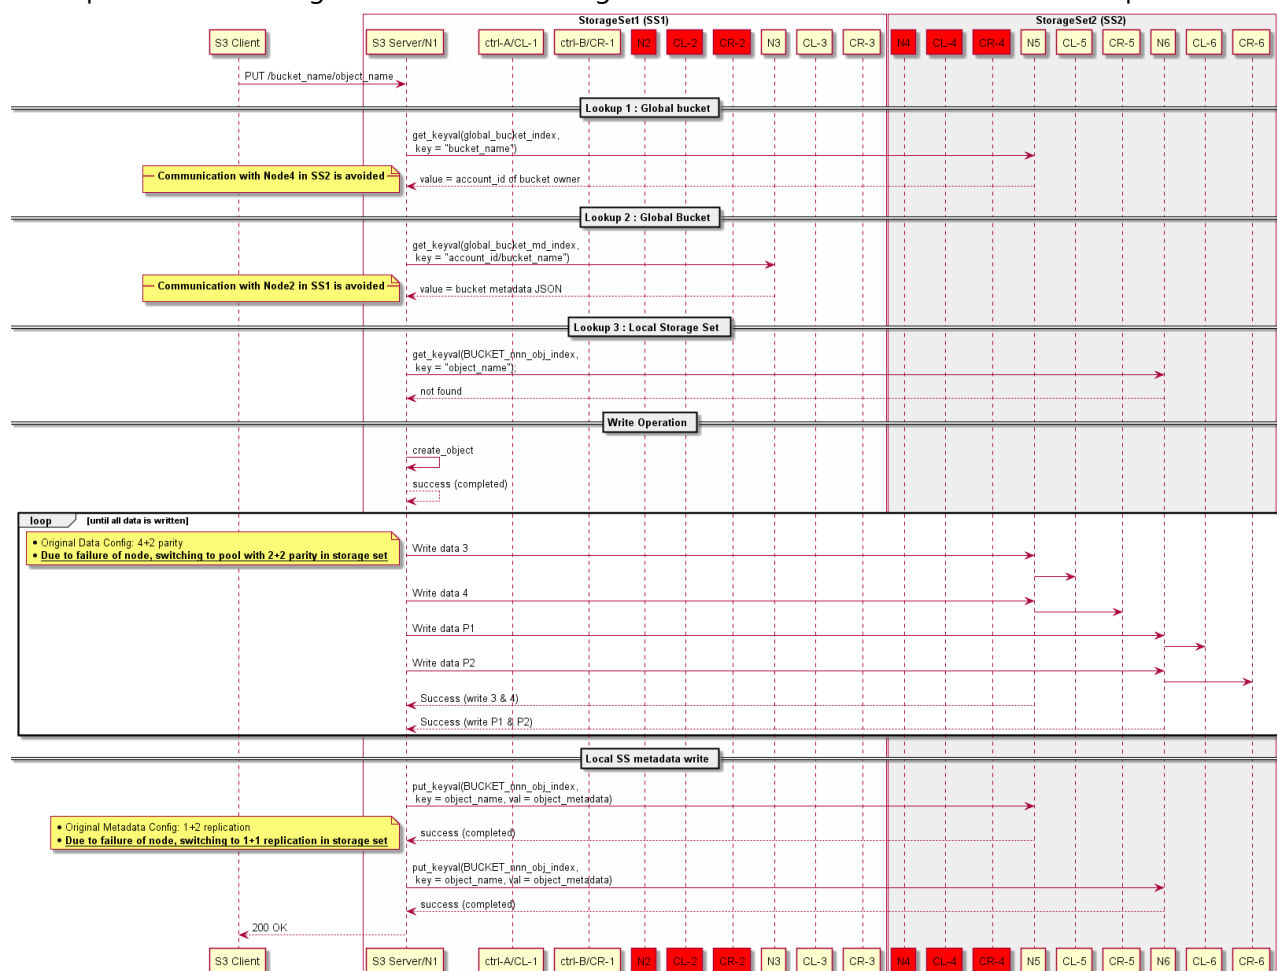 StorageSet1 (SS1)
StorageSet2 (SS2)
S3 Client
S3 Server/N1
ctrl-A/CL-1
ctrl-B/CR-1
N2
CL-2
CR-2
N3
CL-3
CR-3
N4
CL-4
CR-4
N5
CL-5
CR-5
N6
CL-6
CR-6
PUT /bucket_name/object_name
Lookup 1 : Global bucket
get_keyval(global_bucket_index,
key = "bucket_name")
Communication with Node4 in SS2 is avoided
value = account_id of bucket owner
Lookup 2 : Global Bucket
get_keyval(global_bucket_md_index,
key = "account_id/bucket_name")
Communication with Node2 in SS1 is avoided
value = bucket metadata JSON
Lookup 3 : Local Storage Set
get_keyval(BUCKET_nnn_obj_index,
key = "object_name");
not found
Write Operation
create_object
success (completed)
loop
[until all data is written]
• Original Data Config: 4+2 parity
• Due to failure of node, switching to pool with 2+2 parity in storage set
Write data 3
Write data 4
Write data P1
Write data P2
Success (write 3 & 4)
Success (write P1 & P2)
Local SS metadata write
put_keyval(BUCKET_nnn_obj_index,
key = object_name, val = object_metadata)
• Original Metadata Config: 1+2 replication
• Due to failure of node, switching to 1+1 replication in storage set
success (completed)
put_keyval(BUCKET_nnn_obj_index,
key = object_name, val = object_metadata)
success (completed)
200 OK
S3 Client
S3 Server/N1
ctrl-A/CL-1
ctrl-B/CR-1
N2
CL-2
CR-2
N3
CL-3
CR-3
N4
CL-4
CR-4
N5
CL-5
CR-5
N6
CL-6
CR-6